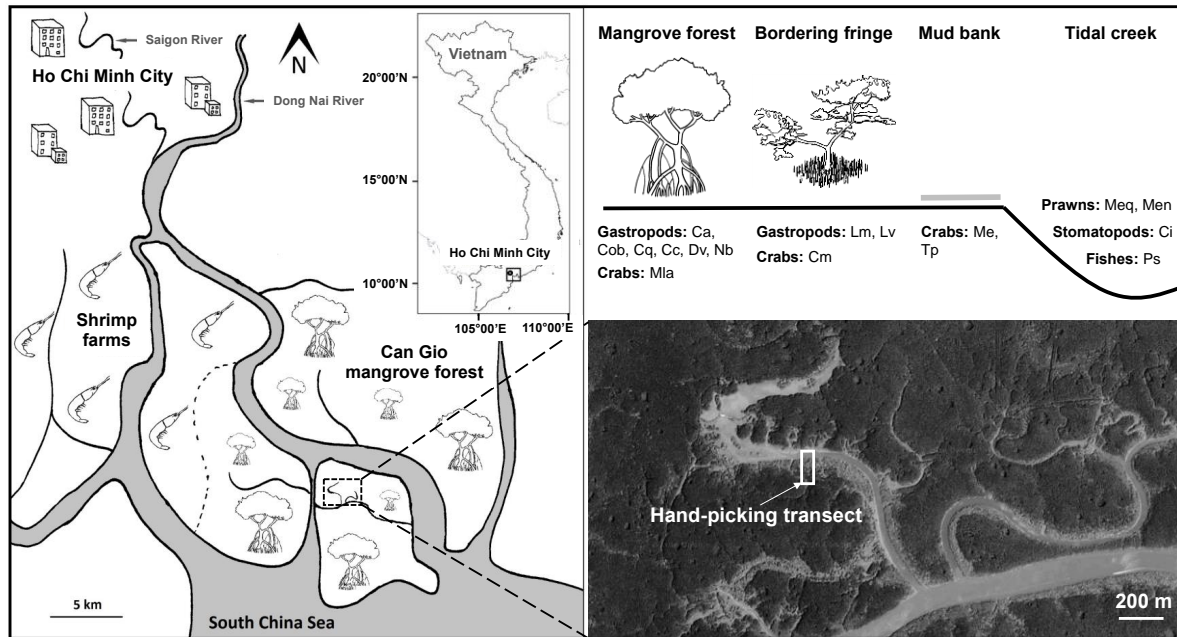 Saigon River
Ho Chi Minh City
Dong Nai River
N
Shrimp
farms
Can Gio
mangrove forest
5 km
South China Sea
Vietnam
20°00'N
15°00'N
Ho Chi Minh City
10°00'N
105°00'E
110°00'E
Mangrove forest
Bordering fringe
Mud bank
Tidal creek
Gastropods: Ca,
Cob, Cq, Cc, Dv, Nb
Crabs: Mla
Gastropods: Lm, Lv
Crabs: Cm
Crabs: Me,
Tp
Prawns: Meq, Men
Stomatopods: Ci
Fishes: Ps
Hand-picking transect
200 m